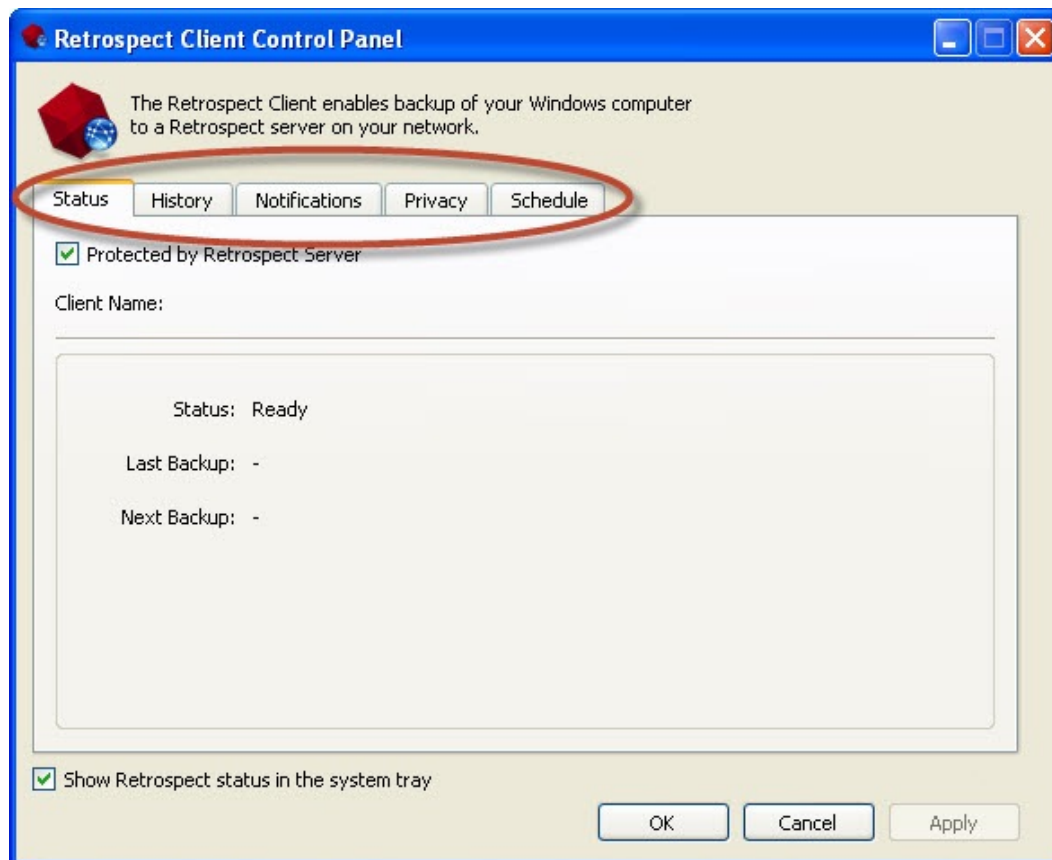 Retrospect Client Control Panel
The Retrospect Client enables backup of your Windows computer
to a Retrospect server on your network.
Status History Notifications Privacy Schedule
Protected by Retrospect Server
Client Name:
Status: Ready
Last Backup: -
Next Backup: -
Show Retrospect status in the system tray
OK Cancel Apply